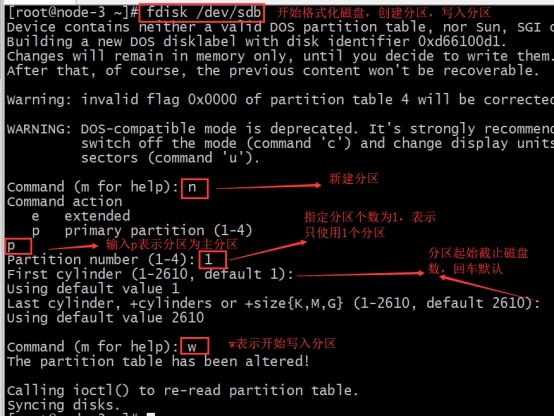 [root@node-3 ~]# fdisk /dev/sdb 开始格式化磁盘，创建分区，写入分区
Device contains neither a valid DOS partition table, nor Sun, SGI
Building a new DOS disklabel with disk identifier 0xd66100d1.
Changes will remain in memory only, until you decide to write them.
After that, of course, the previous content won't be recoverable.
Warning: invalid flag 0x0000 of partition table 4 will be corrected
WARNING: DOS-compatible mode is deprecated. It's strongly recommen
switch off the mode (command 'c') and change display units
sectors (command 'u').
Command (m for help): n 新建分区
Command action
e extended
p primary partition (1-4)
指定分区个数为1，表示
只使用1个分区
p 输入p表示分区为主分区
Partition number (1-4): 1
分区起始截止磁盘
数，回车默认
First cylinder (1-2610, default 1):
Using default value 1
Last cylinder, +cylinders or +size{K,M,G} (1-2610, default 2610):
Using default value 2610
Command (m for help): w w表示开始写入分区
The partition table has been altered!
Calling ioctl() to re-read partition table.
Syncing disks.
[root@node-3 ~]#